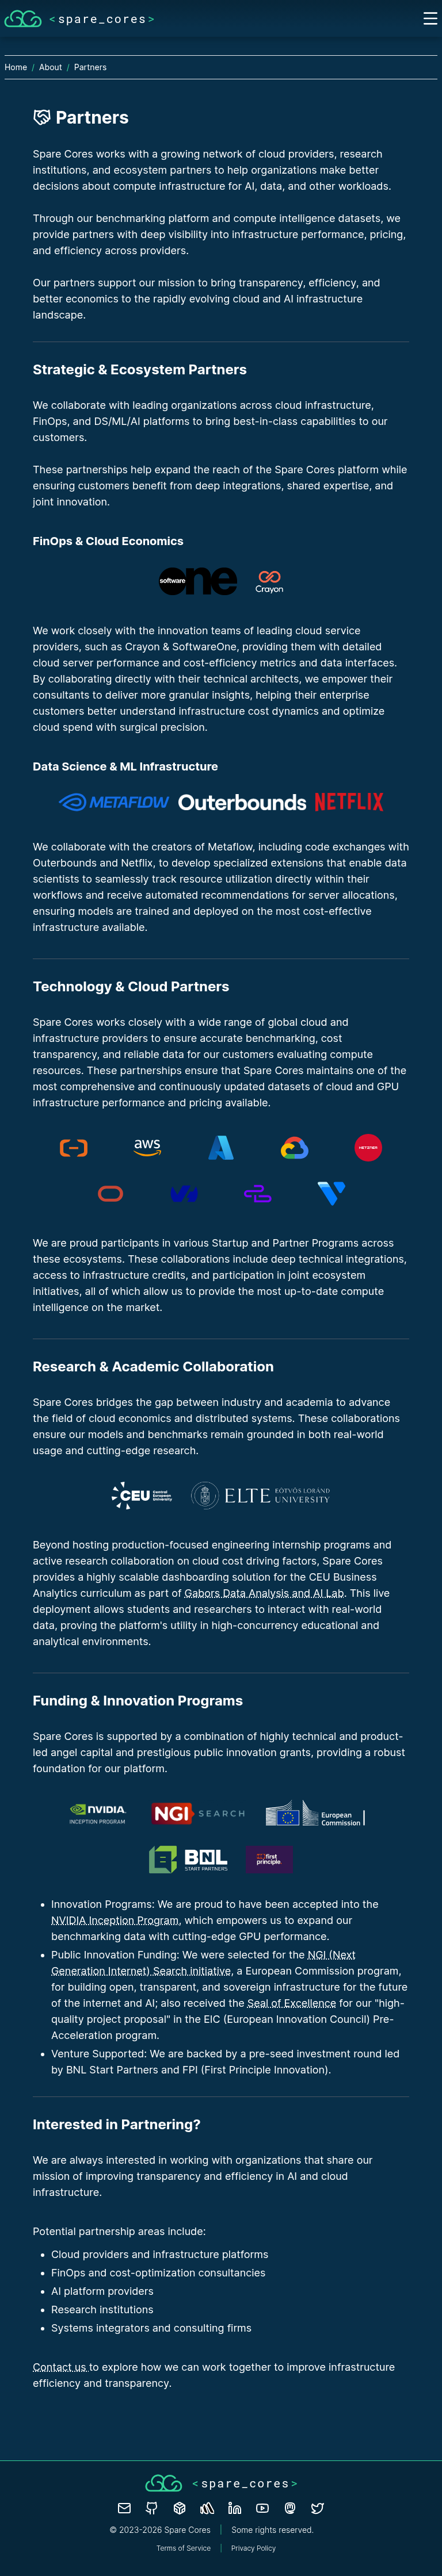 <spare_cores>
Home / About / Partners
Partners
Spare Cores works with a growing network of cloud providers, research
institutions, and ecosystem partners to help organizations make better
decisions about compute infrastructure for AI, data, and other workloads.
Through our benchmarking platform and compute intelligence datasets, we
provide partners with deep visibility into infrastructure performance, pricing,
and efficiency across providers.
Our partners support our mission to bring transparency, efficiency, and
better economics to the rapidly evolving cloud and AI infrastructure
landscape.
Strategic & Ecosystem Partners
We collaborate with leading organizations across cloud infrastructure,
FinOps, and DS/ML/AI platforms to bring best-in-class capabilities to our
customers.
These partnerships help expand the reach of the Spare Cores platform while
ensuring customers benefit from deep integrations, shared expertise, and
joint innovation.
FinOps & Cloud Economics
software one Crayon
We work closely with the innovation teams of leading cloud service
providers, such as Crayon & SoftwareOne, providing them with detailed
cloud server performance and cost-efficiency metrics and data interfaces.
By collaborating directly with their technical architects, we empower their
consultants to deliver more granular insights, helping their enterprise
customers better understand infrastructure cost dynamics and optimize
cloud spend with surgical precision.
Data Science & ML Infrastructure
METAFLOW Outerbounds NETFLIX
We collaborate with the creators of Metaflow, including code exchanges with
Outerbounds and Netflix, to develop specialized extensions that enable data
scientists to seamlessly track resource utilization directly within their
workflows and receive automated recommendations for server allocations,
ensuring models are trained and deployed on the most cost-effective
infrastructure available.
Technology & Cloud Partners
Spare Cores works closely with a wide range of global cloud and
infrastructure providers to ensure accurate benchmarking, cost
transparency, and reliable data for our customers evaluating compute
resources. These partnerships ensure that Spare Cores maintains one of the
most comprehensive and continuously updated datasets of cloud and GPU
infrastructure performance and pricing available.
aws HETZNER
We are proud participants in various Startup and Partner Programs across
these ecosystems. These collaborations include deep technical integrations,
access to infrastructure credits, and participation in joint ecosystem
initiatives, all of which allow us to provide the most up-to-date compute
intelligence on the market.
Research & Academic Collaboration
Spare Cores bridges the gap between industry and academia to advance
the field of cloud economics and distributed systems. These collaborations
ensure our models and benchmarks remain grounded in both real-world
usage and cutting-edge research.
CEU Central European University ELTE EÖTVÖS LORÁND UNIVERSITY
Beyond hosting production-focused engineering internship programs and
active research collaboration on cloud cost driving factors, Spare Cores
provides a highly scalable dashboarding solution for the CEU Business
Analytics curriculum as part of Gabors Data Analysis and AI Lab. This live
deployment allows students and researchers to interact with real-world
data, proving the platform's utility in high-concurrency educational and
analytical environments.
Funding & Innovation Programs
Spare Cores is supported by a combination of highly technical and product-
led angel capital and prestigious public innovation grants, providing a robust
foundation for our platform.
NVIDIA. INCEPTION PROGRAM NGI SEARCH European Commission
BNL START PARTNERS first principle.
• Innovation Programs: We are proud to have been accepted into the
NVIDIA Inception Program, which empowers us to expand our
benchmarking data with cutting-edge GPU performance.
• Public Innovation Funding: We were selected for the NGI (Next
Generation Internet) Search initiative, a European Commission program,
for building open, transparent, and sovereign infrastructure for the future
of the internet and AI; also received the Seal of Excellence for our "high-
quality project proposal" in the EIC (European Innovation Council) Pre-
Acceleration program.
• Venture Supported: We are backed by a pre-seed investment round led
by BNL Start Partners and FPI (First Principle Innovation).
Interested in Partnering?
We are always interested in working with organizations that share our
mission of improving transparency and efficiency in AI and cloud
infrastructure.
Potential partnership areas include:
• Cloud providers and infrastructure platforms
• FinOps and cost-optimization consultancies
• AI platform providers
• Research institutions
• Systems integrators and consulting firms
Contact us to explore how we can work together to improve infrastructure
efficiency and transparency.
<spare_cores>
© 2023-2026 Spare Cores | Some rights reserved.
Terms of Service | Privacy Policy